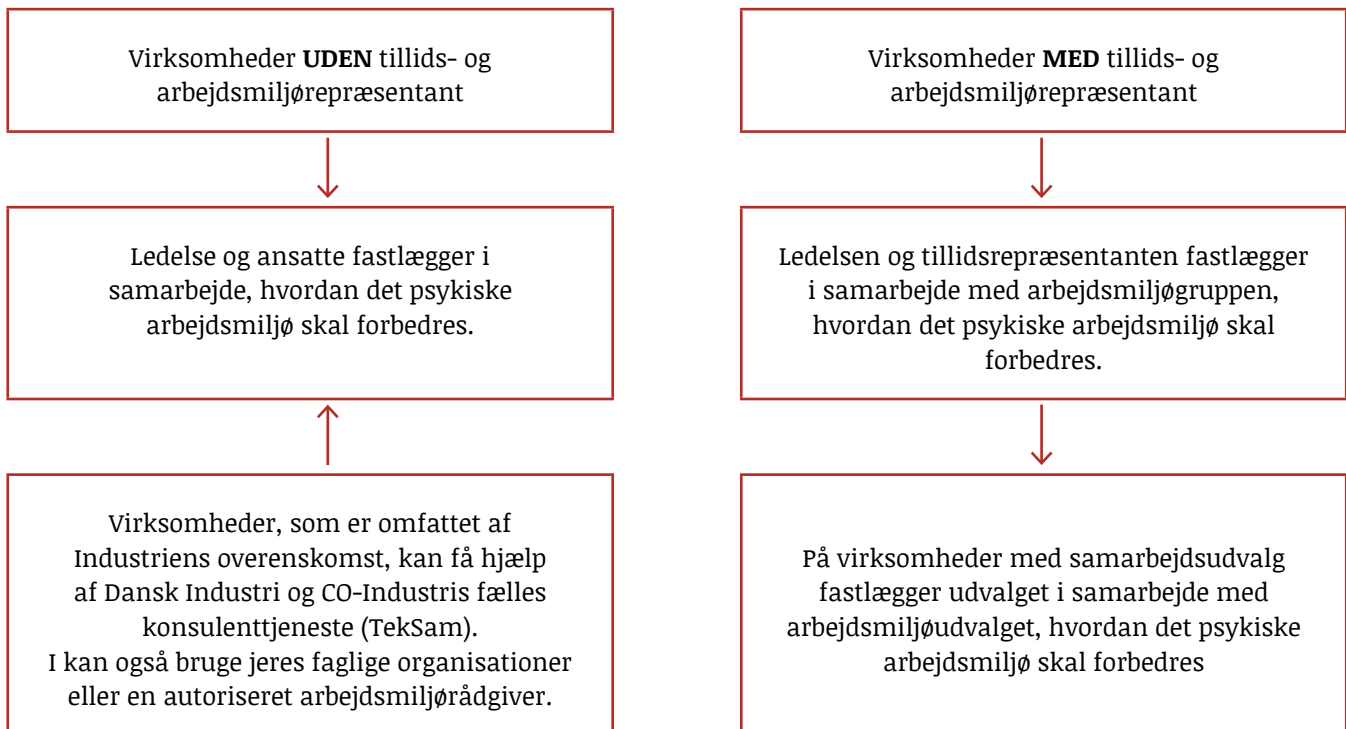 Virksomheder UDEN tillids- og
arbejdsmiljørepræsentant
Ledelse og ansatte fastlægger i
samarbejde, hvordan det psykiske
arbejdsmiljø skal forbedres.
Virksomheder, som er omfattet af
Industriens overenskomst, kan få hjælp
af Dansk Industri og CO-Industris fælles
konsulenttjeneste (TekSam).
I kan også bruge jeres faglige organisationer
eller en autoriseret arbejdsmiljørådgiver.
Virksomheder MED tillids- og
arbejdsmiljørepræsentant
Ledelsen og tillidsrepræsentanten fastlægger
i samarbejde med arbejdsmiljøgruppen,
hvordan det psykiske arbejdsmiljø skal
forbedres.
På virksomheder med samarbejdsudvalg
fastlægger udvalget i samarbejde med
arbejdsmiljøudvalget, hvordan det psykiske
arbejdsmiljø skal forbedres